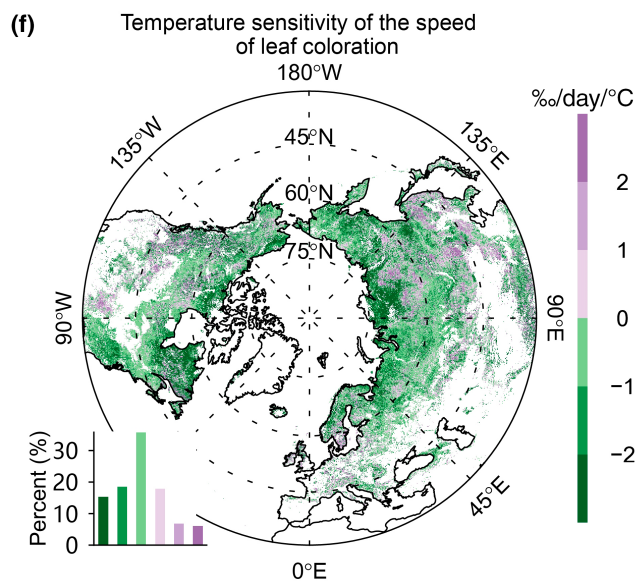 (f)
Temperature sensitivity of the speed
of leaf coloration
180°W
‰/day/°C
135°W
45°N
135°E
60°N
2
75°N
1
90°W
90°E
0
−1
−2
Percent (%)
30
20
10
0
45°E
0°E